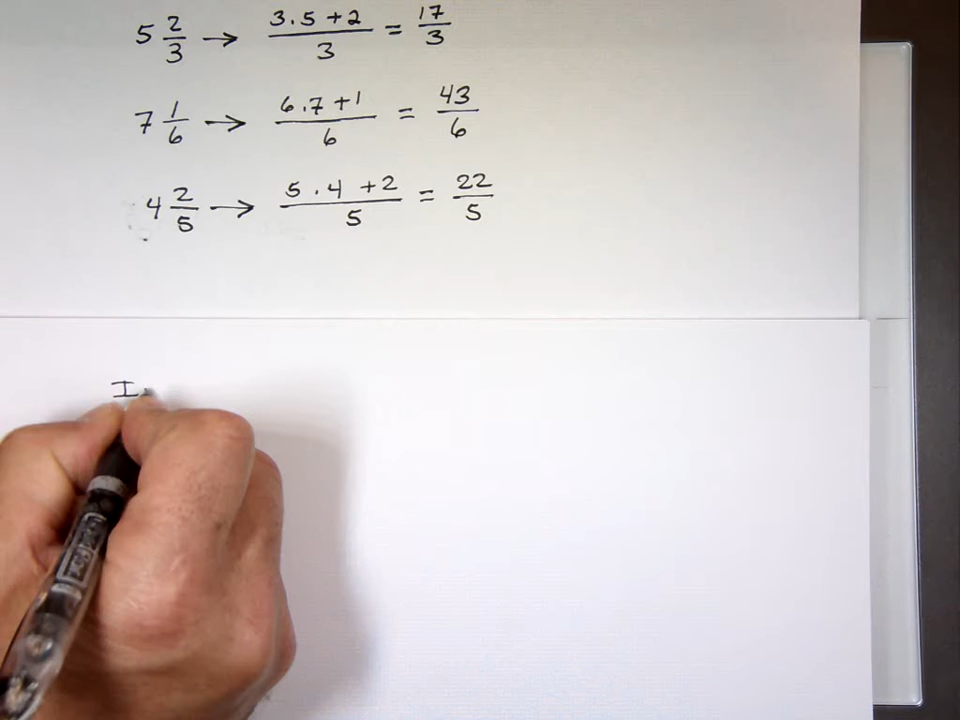 5 2/3 → (3·5+2)/3 = 17/3
7 1/6 → (6·7+1)/6 = 43/6
4 2/5 → (5·4+2)/5 = 22/5
I